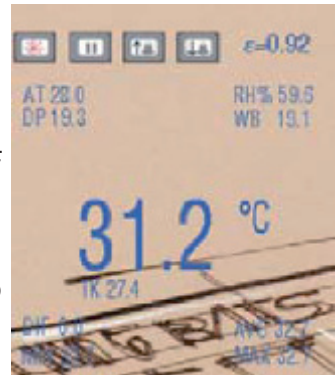 ε=0.92
AT 28.0 RH% 59.6
DP 19.3 WB 19.1
31.2 °C
TK 27.4
DIF 0.0 AVG 32.7
MAX 32.7